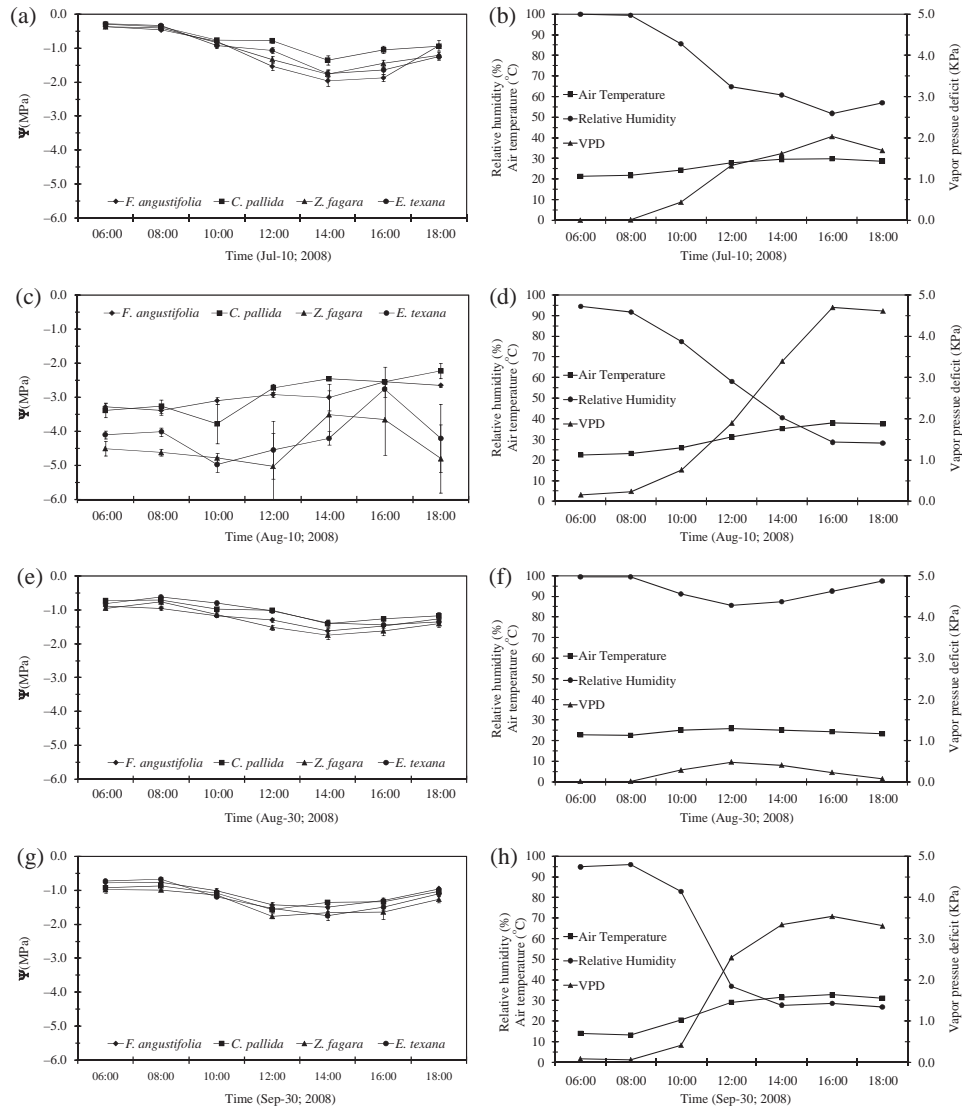 (a)
0.0
–1.0
–2.0
–3.0
–4.0
–5.0
–6.0
Ψ(MPa)
F. angustifolia C. pallida Z. fagara E. texana
06:00 08:00 10:00 12:00 14:00 16:00 18:00
Time (Jul-10; 2008)
(b)
100
90
80
70
60
50
40
30
20
10
0
Relative humidity (%)
Air temperature (°C)
Air Temperature
Relative Humidity
VPD
5.0
4.0
3.0
2.0
1.0
0.0
Vapor pressue deficit (KPa)
06:00 08:00 10:00 12:00 14:00 16:00 18:00
Time (Jul-10; 2008)
(c)
0.0
–1.0
–2.0
–3.0
–4.0
–5.0
–6.0
Ψ(MPa)
F. angustifolia C. pallida Z. fagara E. texana
06:00 08:00 10:00 12:00 14:00 16:00 18:00
Time (Aug-10; 2008)
(d)
100
90
80
70
60
50
40
30
20
10
0
Relative humidity (%)
Air temperature (°C)
Air Temperature
Relative Humidity
VPD
5.0
4.0
3.0
2.0
1.0
0.0
Vapor pressue deficit (KPa)
06:00 08:00 10:00 12:00 14:00 16:00 18:00
Time (Aug-10; 2008)
(e)
0.0
–1.0
–2.0
–3.0
–4.0
–5.0
–6.0
Ψ(MPa)
F. angustifolia C. pallida Z. fagara E. texana
06:00 08:00 10:00 12:00 14:00 16:00 18:00
Time (Aug-30; 2008)
(f)
100
90
80
70
60
50
40
30
20
10
0
Relative humidity (%)
Air temperature (°C)
Air Temperature
Relative Humidity
VPD
5.0
4.0
3.0
2.0
1.0
0.0
Vapor pressue deficit (KPa)
06:00 08:00 10:00 12:00 14:00 16:00 18:00
Time (Aug-30; 2008)
(g)
0.0
–1.0
–2.0
–3.0
–4.0
–5.0
–6.0
Ψ(MPa)
F. angustifolia C. pallida Z. fagara E. texana
06:00 08:00 10:00 12:00 14:00 16:00 18:00
Time (Sep-30; 2008)
(h)
100
90
80
70
60
50
40
30
20
10
0
Relative humidity (%)
Air temperature (°C)
Air Temperature
Relative Humidity
VPD
5.0
4.0
3.0
2.0
1.0
0.0
Vapor pressue deficit (KPa)
06:00 08:00 10:00 12:00 14:00 16:00 18:00
Time (Sep-30; 2008)